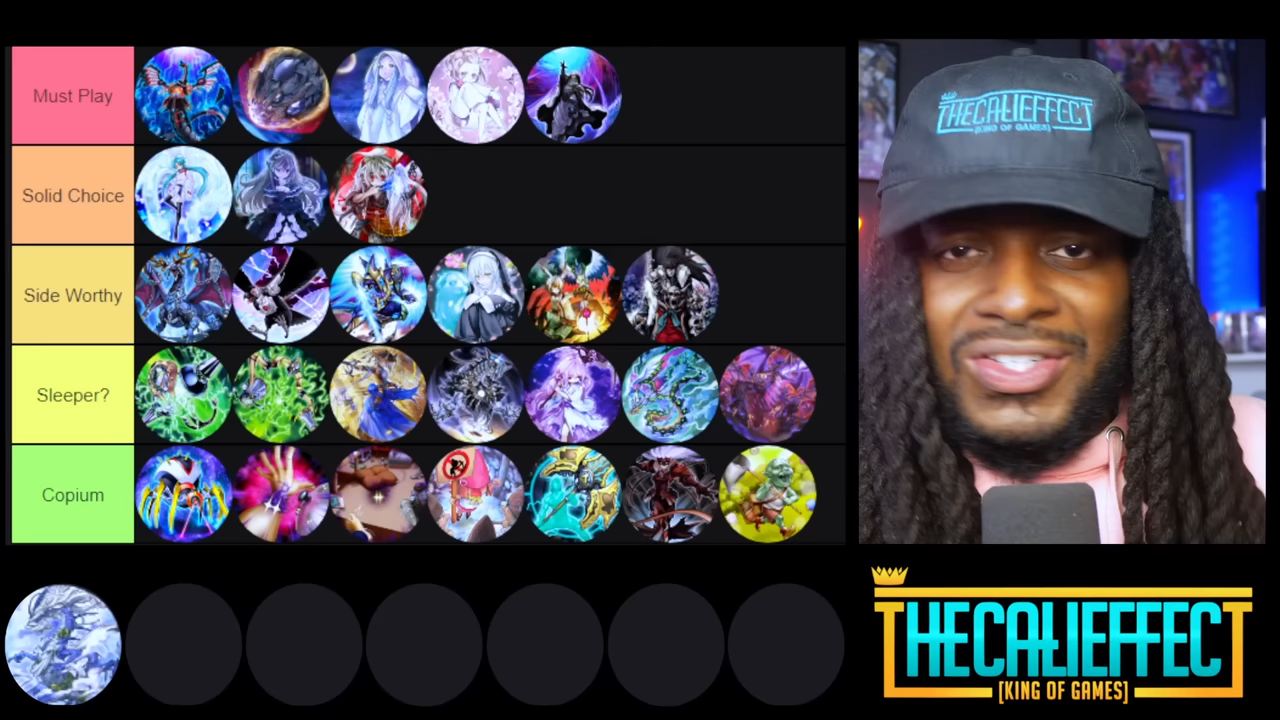 Must Play
Solid Choice
Side Worthy
Sleeper?
Copium
THECALIEFFECT
[KING OF GAMES]
THECALIEFFECT
[KING OF GAMES]